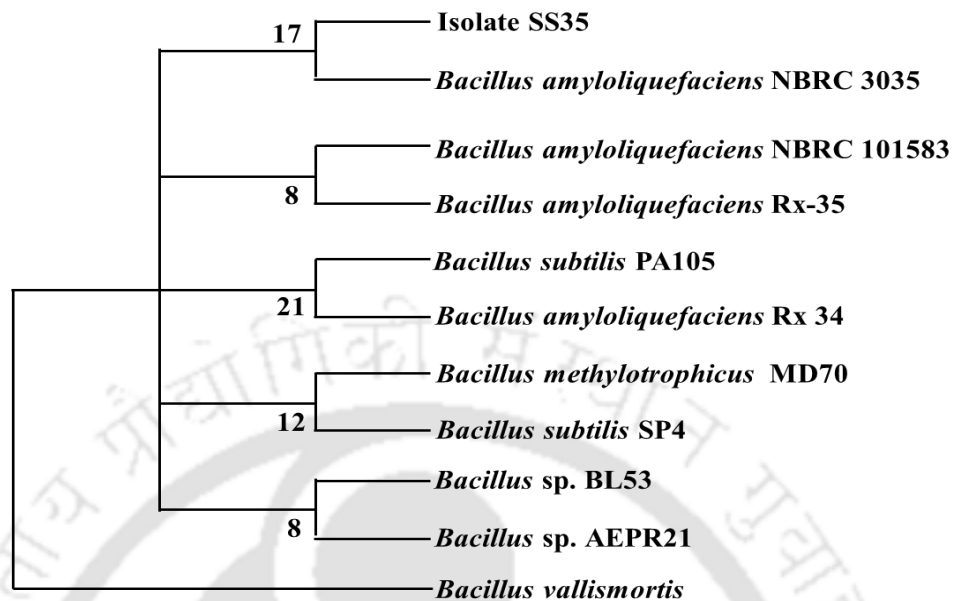 17
Isolate SS35
Bacillus amyloliquefaciens NBRC 3035
Bacillus amyloliquefaciens NBRC 101583
8
Bacillus amyloliquefaciens Rx-35
Bacillus subtilis PA105
21
Bacillus amyloliquefaciens Rx 34
Bacillus methylotrophicus MD70
12
Bacillus subtilis SP4
Bacillus sp. BL53
8
Bacillus sp. AEPR21
Bacillus vallismortis
प्रौद्योगिकी